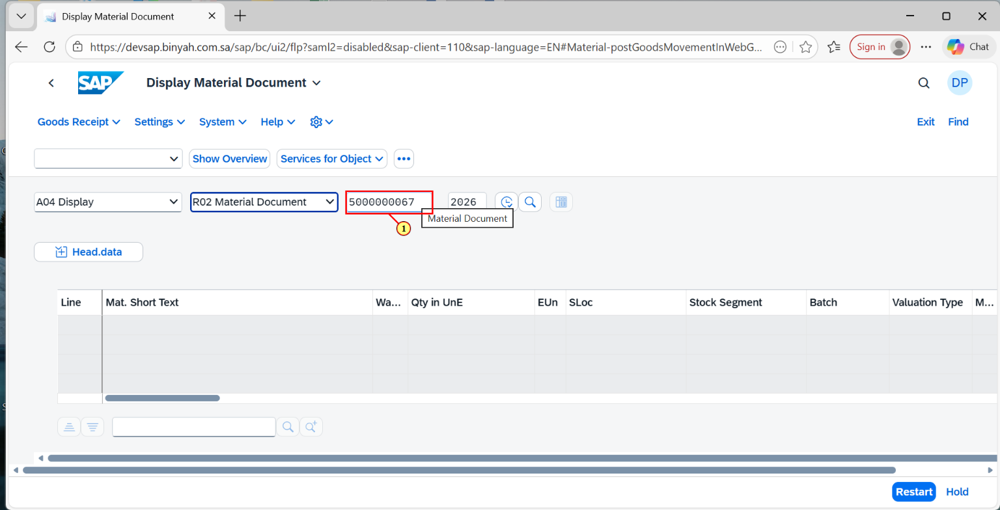 Display Material Document
https://devsap.binyah.com.sa/sap/bc/ui2/flp?saml2=disabled&sap-client=110&sap-language=EN#Material-postGoodsMovementInWebG...
Sign in
Chat
SAP
Display Material Document
DP
Goods Receipt
Settings
System
Help
Exit
Find
Show Overview
Services for Object
A04 Display
R02 Material Document
5000000067
2026
Material Document
1
Head.data
Line
Mat. Short Text
Wa...
Qty in UnE
EUn
SLoc
Stock Segment
Batch
Valuation Type
M...
Restart
Hold